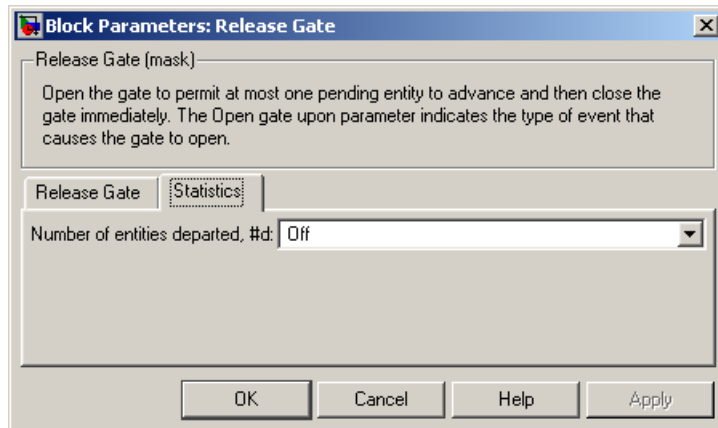 Block Parameters: Release Gate
Release Gate (mask)
Open the gate to permit at most one pending entity to advance and then close the
gate immediately. The Open gate upon parameter indicates the type of event that
causes the gate to open.
Release Gate Statistics
Number of entities departed, #d: Off
OK Cancel Help Apply